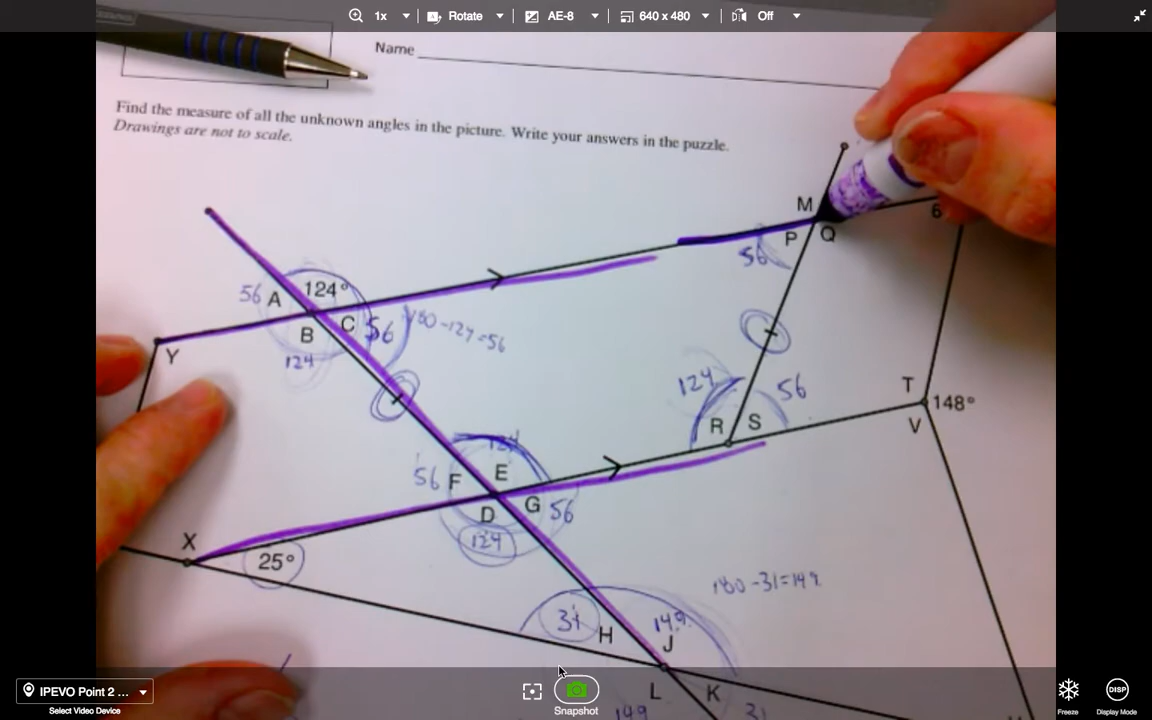 1x
Rotate
AE-8
640 x 480
Off
Name
Find the measure of all the unknown angles in the picture. Write your answers in the puzzle.
Drawings are not to scale.
M
6
P
Q
56
56
A
124°
B
C
56
180-124=56
124
Y
124
56
R
S
T
148°
V
E
56
F
G
56
D
124
X
25°
180-31=149
31
H
149
J
L
K
149
31
IPEVO Point 2 ...
Select Video Device
Snapshot
Freeze
DISP
Display Mode